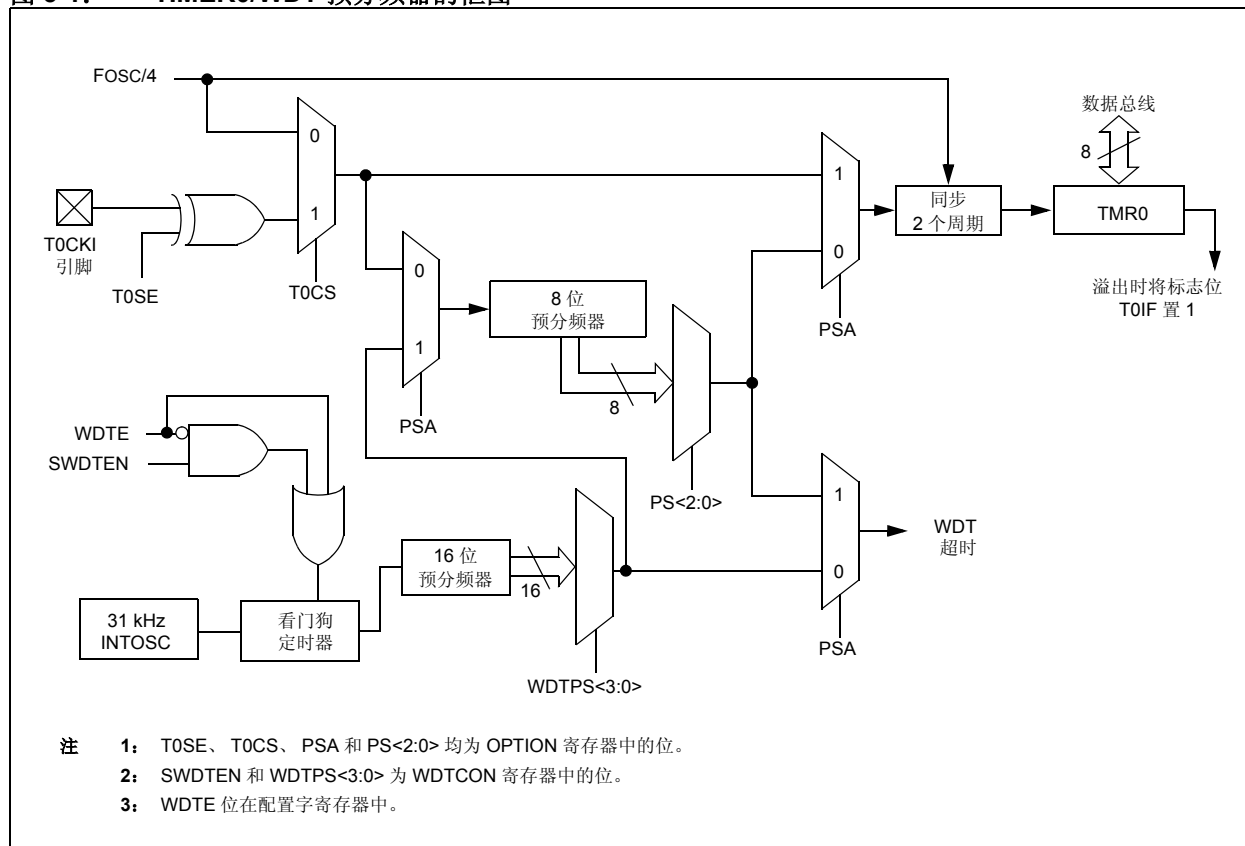 FOSC/4
0
1
T0CKI
引脚
T0SE
T0CS
0
1
PSA
8 位
预分频器
8
PS<2:0>
1
0
PSA
同步
2 个周期
数据总线
8
TMR0
溢出时将标志位
T0IF 置 1
WDTE
SWDTEN
31 kHz
INTOSC
看门狗
定时器
16 位
预分频器
16
WDTPS<3:0>
1
0
PSA
WDT
超时
注 1： T0SE、 T0CS、 PSA 和 PS<2:0> 均为 OPTION 寄存器中的位。
2： SWDTEN 和 WDTPS<3:0> 为 WDTCON 寄存器中的位。
3： WDTE 位在配置字寄存器中。